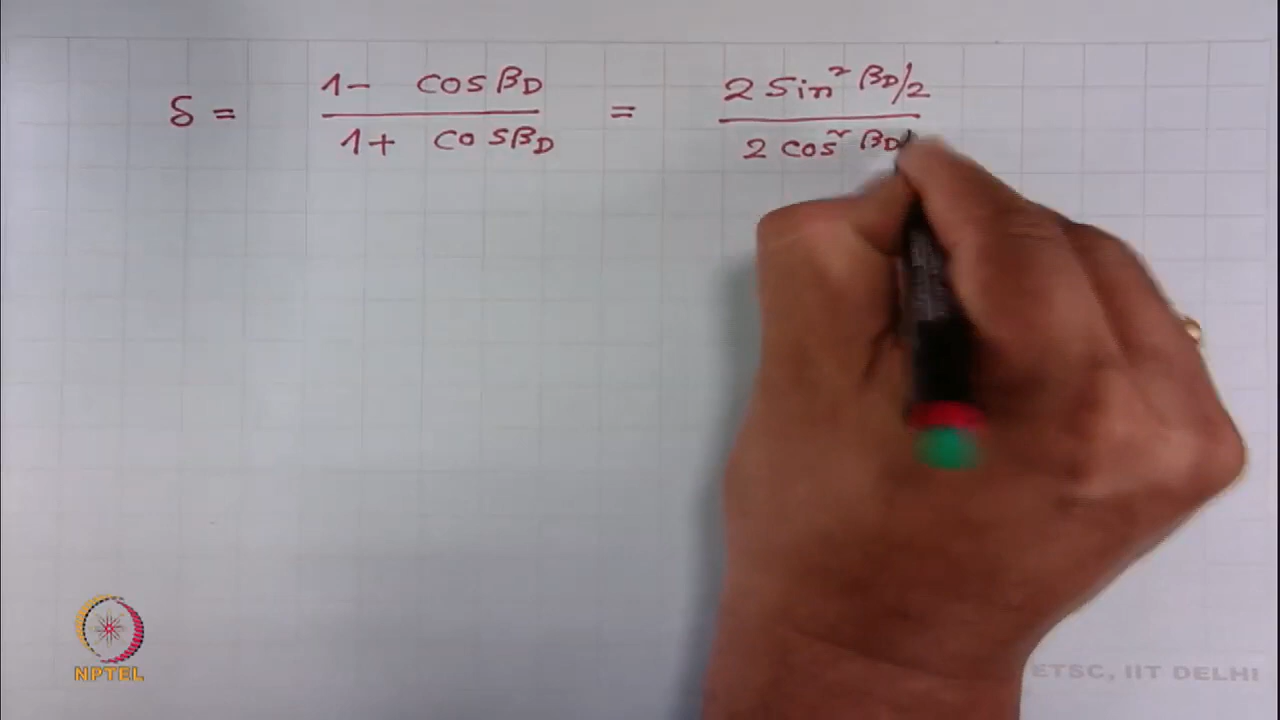 δ = 1 - cos βD / 1 + cos βD = 2 Sin² βD/2 / 2 cos² βD
NPTEL
ETSC, IIT DELHI